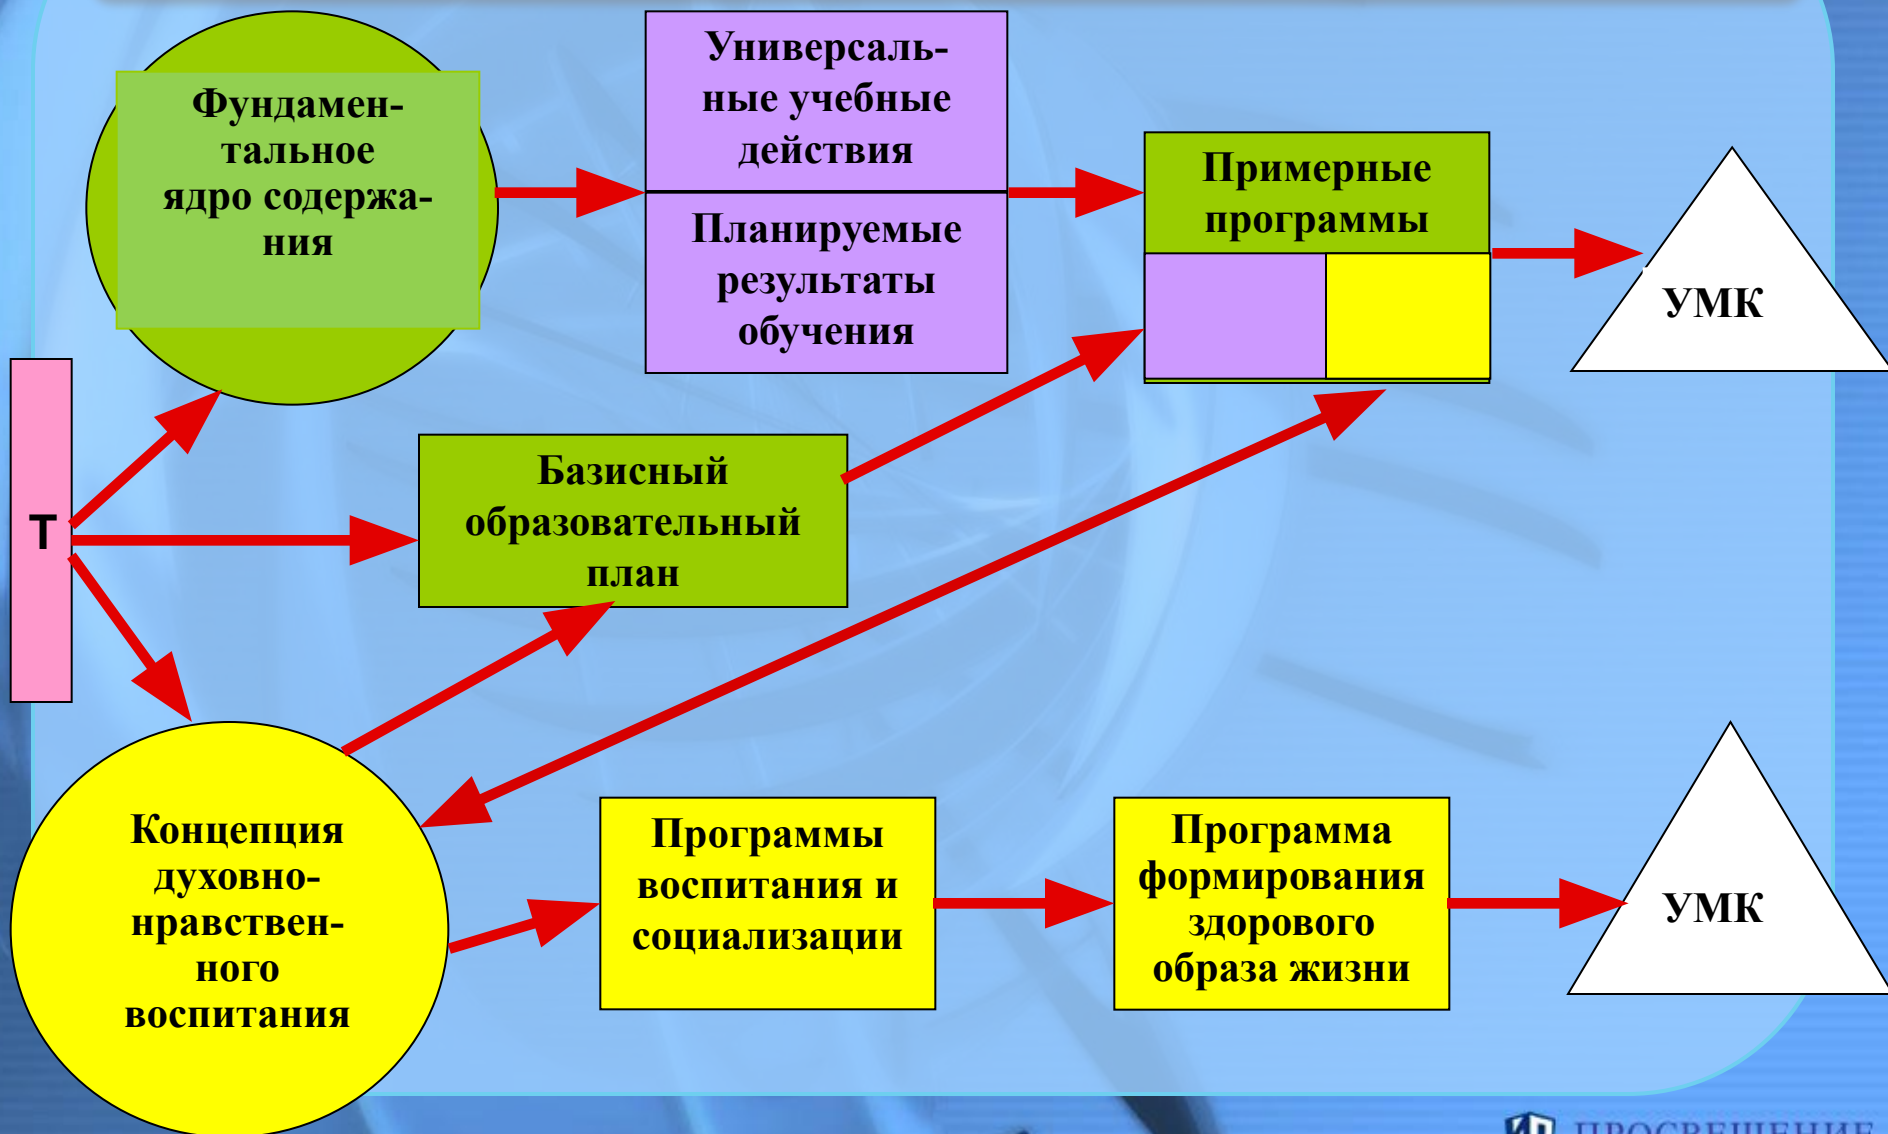 Фундамен-
тальное
ядро содержа-
ния
Универсаль-
ные учебные
действия
Планируемые
результаты
обучения
Примерные
программы
УМК
Т
Базисный
образовательный
план
Концепция
духовно-
нравствен-
ного
воспитания
Программы
воспитания и
социализации
Программа
формирования
здорового
образа жизни
УМК
ПРОСВЕЩЕНИЕ